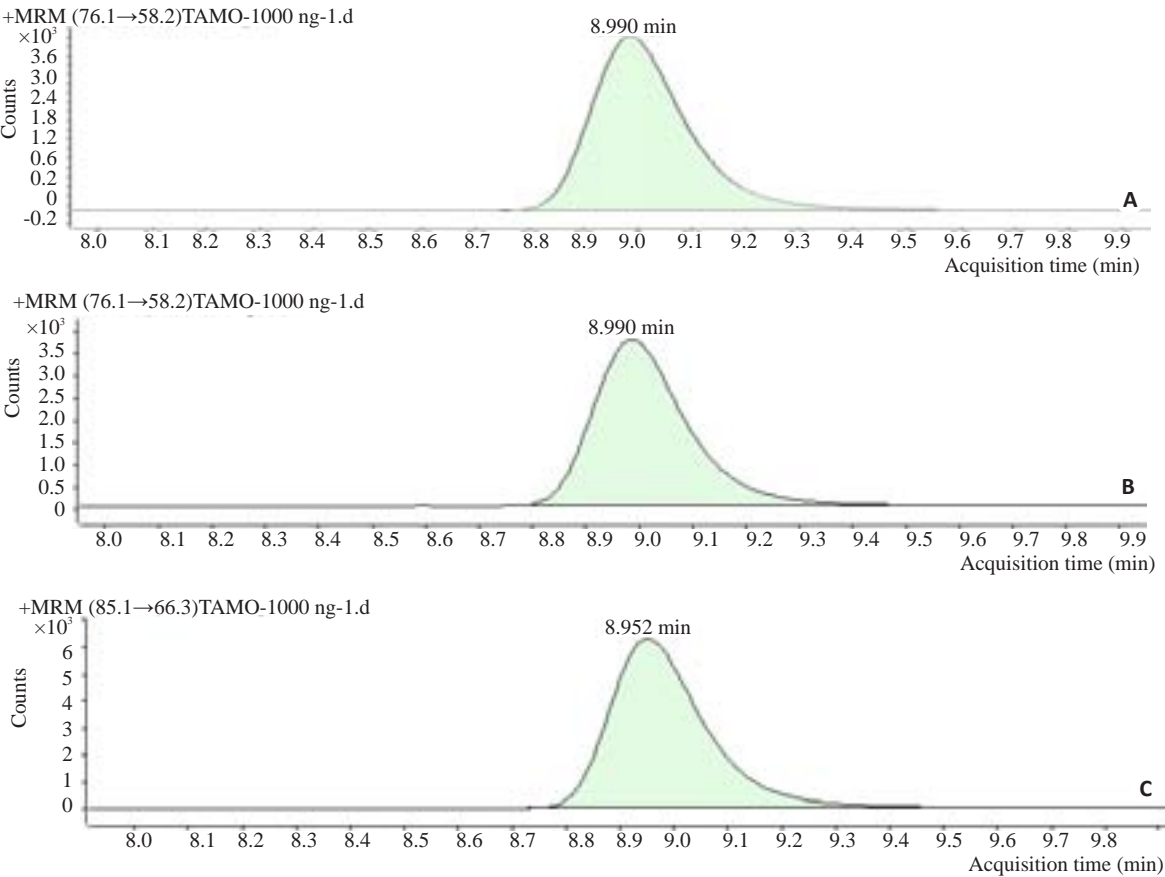 +MRM (76.1→58.2)TAMO-1000 ng-1.d
×10³
8.990 min
3.6
3.0
2.4
1.8
1.2
0.6
0.2
0
-0.2
Counts
A
8.0 8.1 8.2 8.3 8.4 8.5 8.6 8.7 8.8 8.9 9.0 9.1 9.2 9.3 9.4 9.5 9.6 9.7 9.8 9.9
Acquisition time (min)
+MRM (76.1→58.2)TAMO-1000 ng-1.d
×10³
8.990 min
3.5
3.0
2.5
2.0
1.5
1.0
0.5
0
Counts
B
8.0 8.1 8.2 8.3 8.4 8.5 8.6 8.7 8.8 8.9 9.0 9.1 9.2 9.3 9.4 9.5 9.6 9.7 9.8 9.9
Acquisition time (min)
+MRM (85.1→66.3)TAMO-1000 ng-1.d
×10³
8.952 min
6
5
4
3
2
1
0
Counts
C
8.0 8.1 8.2 8.3 8.4 8.5 8.6 8.7 8.8 8.9 9.0 9.1 9.2 9.3 9.4 9.5 9.6 9.7 9.8
Acquisition time (min)